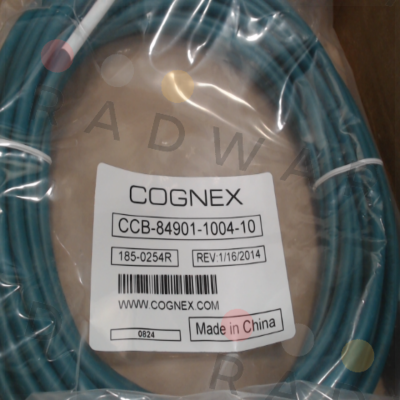 COGNEX
CCB-84901-1004-10
185-0254R REV:1/16/2014
WWW.COGNEX.COM
0824 Made in China